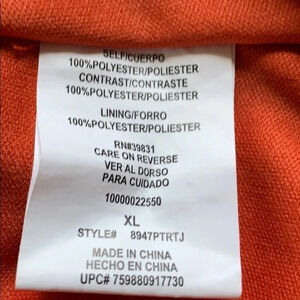 SELF/CUERPO
100%POLYESTER/POLIESTER
CONTRAST/CONTRASTE
100%POLYESTER/POLIESTER
LINING/FORRO
100%POLYESTER/POLIESTER
RN#39831
CARE ON REVERSE
VER AL DORSO
PARA CUIDADO
10000022550
XL
STYLE# 8947PTRTJ
MADE IN CHINA
HECHO EN CHINA
UPC# 759880917730